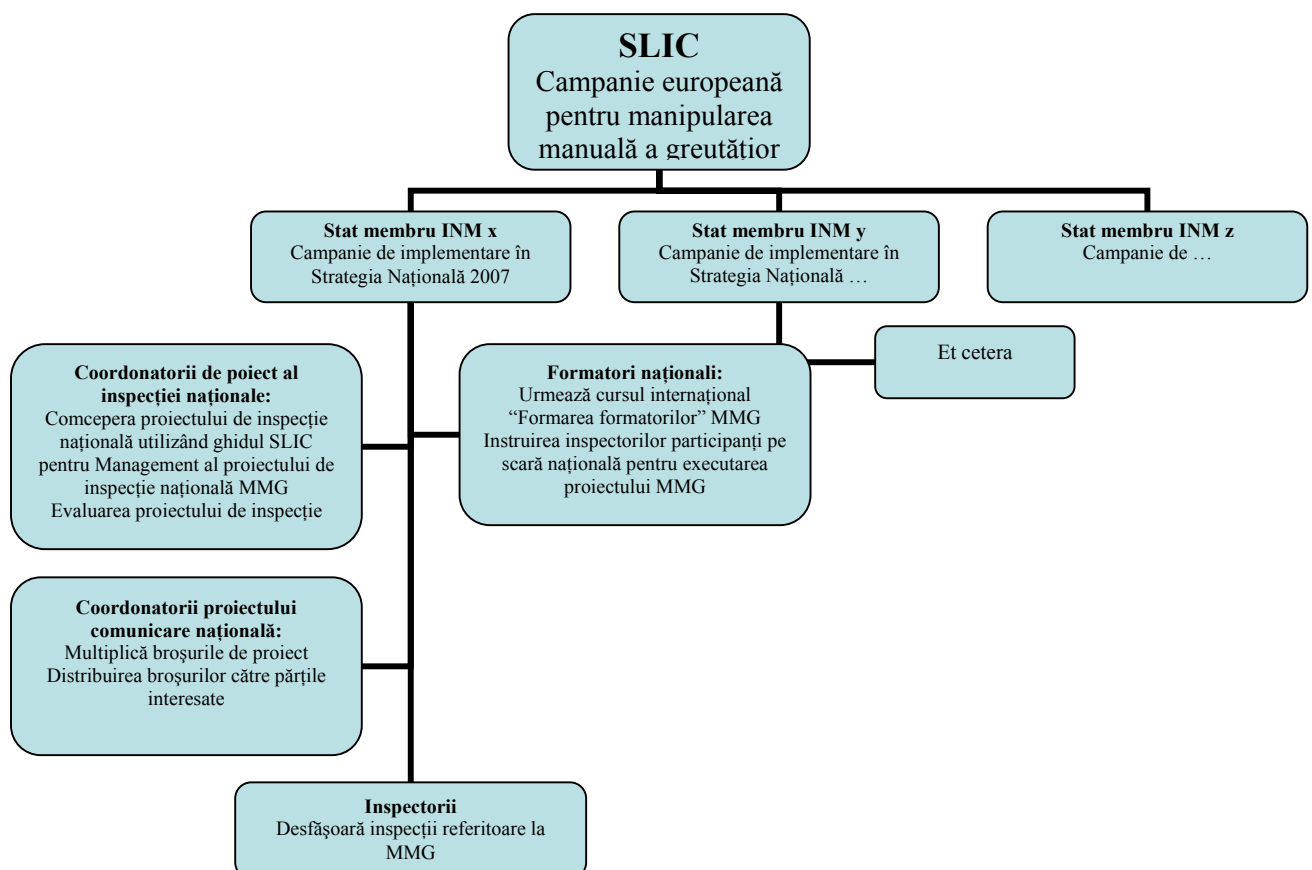 SLIC
Campanie europeană
pentru manipularea
manuală a greutăţior
Stat membru INM x
Campanie de implementare în
Strategia Naţională 2007
Stat membru INM y
Campanie de implementare în
Strategia Naţională …
Stat membru INM z
Campanie de …
Et cetera
Coordonatorii de poiect al
inspecţiei naţionale:
Comcepera proiectului de inspecţie
naţională utilizând ghidul SLIC
pentru Management al proiectului de
inspecţie naţională MMG
Evaluarea proiectului de inspecţie
Formatori naţionali:
Urmează cursul internaţional
“Formarea formatorilor” MMG
Instruirea inspectorilor participanţi pe
scară naţională pentru executarea
proiectului MMG
Coordonatorii proiectului
comunicare naţională:
Multiplică broşurile de proiect
Distribuirea broşurilor către părţile
interesate
Inspectorii
Desfăşoară inspecţii referitoare la
MMG